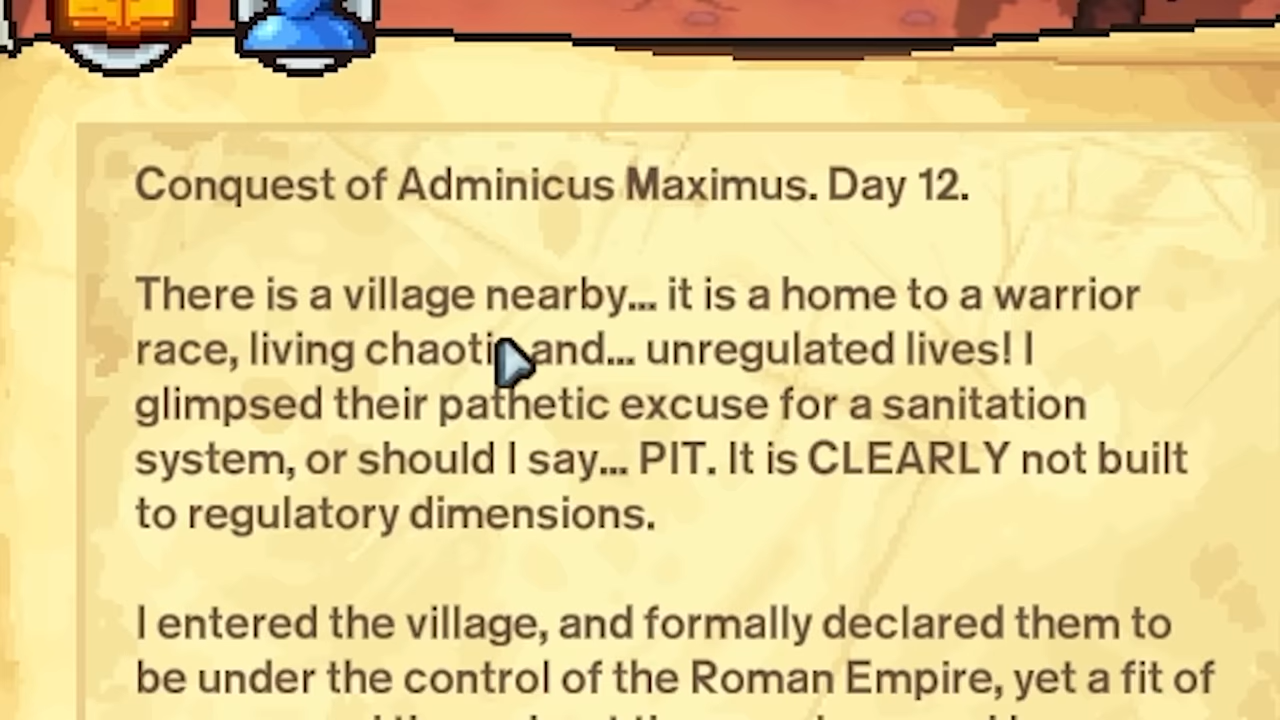 Conquest of Adminicus Maximus. Day 12.
There is a village nearby... it is a home to a warrior
race, living chaotic and... unregulated lives! I
glimpsed their pathetic excuse for a sanitation
system, or should I say... PIT. It is CLEARLY not built
to regulatory dimensions.
I entered the village, and formally declared them to
be under the control of the Roman Empire, yet a fit of